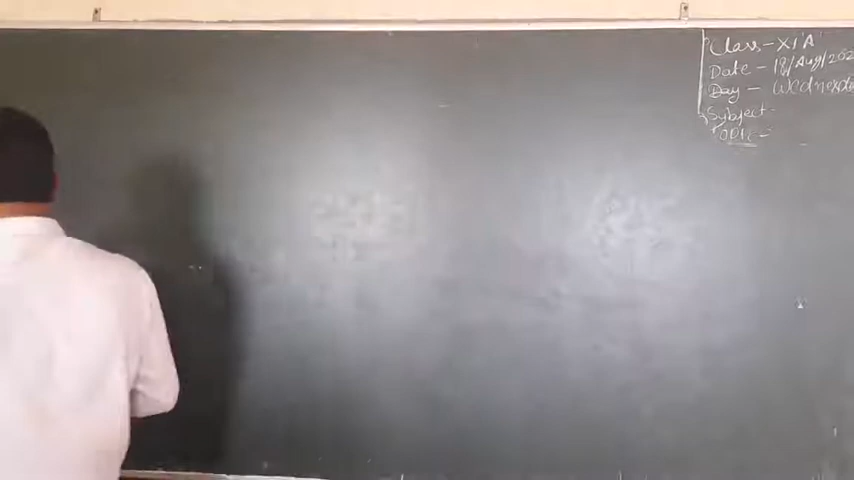 Class - XI 'A'
Date - 18/Aug/202
Day - Wednesda
Subject -
Topic -